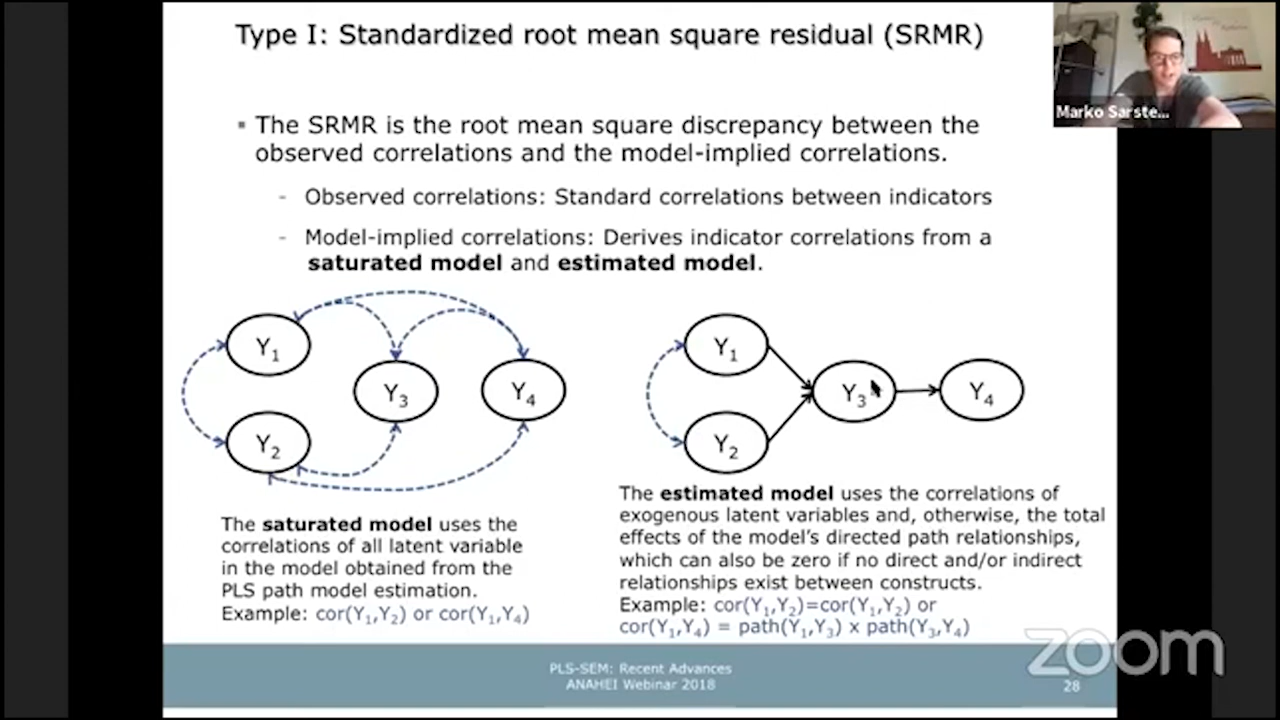 Type I: Standardized root mean square residual (SRMR)
Marko Sarste...
▪ The SRMR is the root mean square discrepancy between the
observed correlations and the model-implied correlations.
- Observed correlations: Standard correlations between indicators
- Model-implied correlations: Derives indicator correlations from a
saturated model and estimated model.
Y₁
Y₂
Y₃
Y₄
Y₁
Y₂
Y₃
Y₄
The saturated model uses the
correlations of all latent variable
in the model obtained from the
PLS path model estimation.
Example: cor(Y₁,Y₂) or cor(Y₁,Y₄)
The estimated model uses the correlations of
exogenous latent variables and, otherwise, the total
effects of the model's directed path relationships,
which can also be zero if no direct and/or indirect
relationships exist between constructs.
Example: cor(Y₁,Y₂)=cor(Y₁,Y₂) or
cor(Y₁,Y₄) = path(Y₁,Y₃) x path(Y₃,Y₄)
PLS-SEM: Recent Advances
ANAHEI Webinar 2018
28
zoom